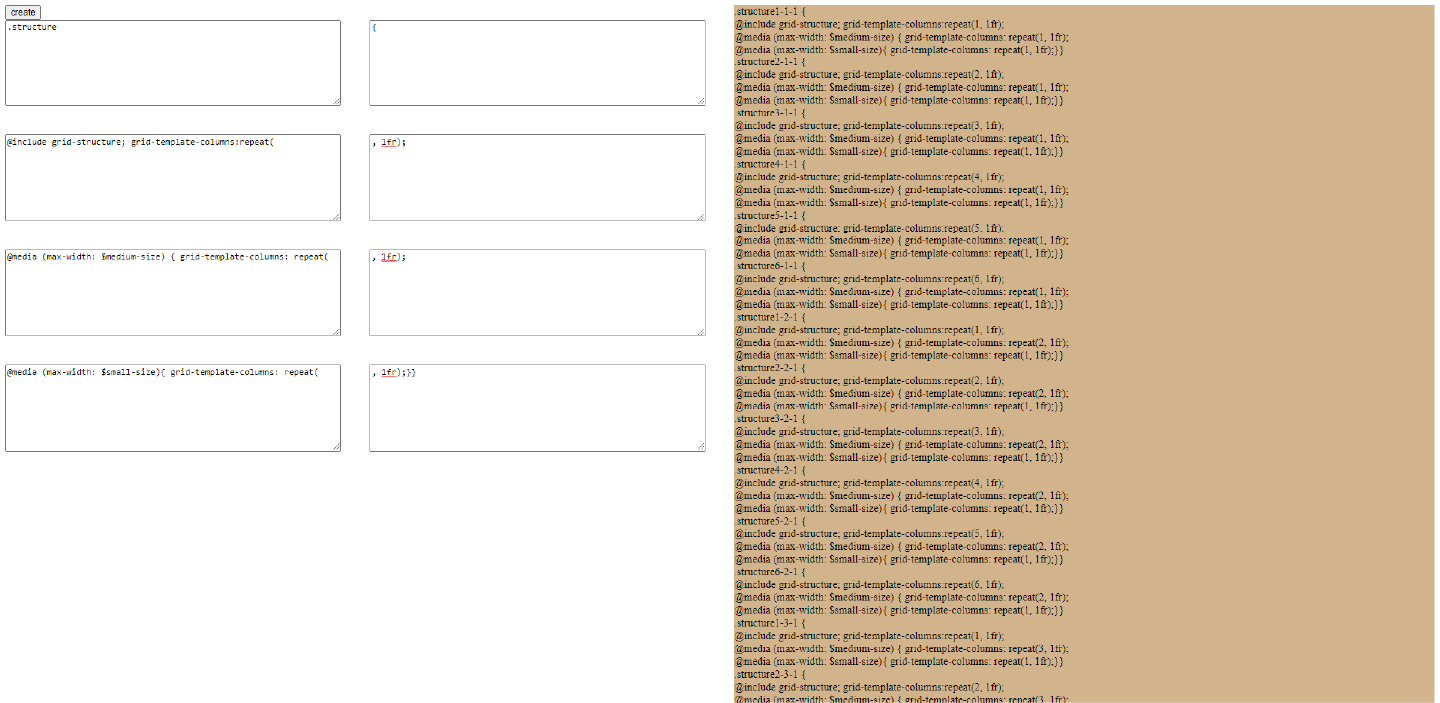 create
.structure
{
@include grid-structure; grid-template-columns:repeat(
, 1fr);
@media (max-width: $medium-size) { grid-template-columns: repeat(
, 1fr);
@media (max-width: $small-size){ grid-template-columns: repeat(
, 1fr);}}
.structure1-1-1 {
@include grid-structure; grid-template-columns:repeat(1, 1fr);
@media (max-width: $medium-size) { grid-template-columns: repeat(1, 1fr);
@media (max-width: $small-size){ grid-template-columns: repeat(1, 1fr);}}
.structure2-1-1 {
@include grid-structure; grid-template-columns:repeat(2, 1fr);
@media (max-width: $medium-size) { grid-template-columns: repeat(1, 1fr);
@media (max-width: $small-size){ grid-template-columns: repeat(1, 1fr);}}
.structure3-1-1 {
@include grid-structure; grid-template-columns:repeat(3, 1fr);
@media (max-width: $medium-size) { grid-template-columns: repeat(1, 1fr);
@media (max-width: $small-size){ grid-template-columns: repeat(1, 1fr);}}
.structure4-1-1 {
@include grid-structure; grid-template-columns:repeat(4, 1fr);
@media (max-width: $medium-size) { grid-template-columns: repeat(1, 1fr);
@media (max-width: $small-size){ grid-template-columns: repeat(1, 1fr);}}
.structure5-1-1 {
@include grid-structure; grid-template-columns:repeat(5, 1fr);
@media (max-width: $medium-size) { grid-template-columns: repeat(1, 1fr);
@media (max-width: $small-size){ grid-template-columns: repeat(1, 1fr);}}
.structure6-1-1 {
@include grid-structure; grid-template-columns:repeat(6, 1fr);
@media (max-width: $medium-size) { grid-template-columns: repeat(1, 1fr);
@media (max-width: $small-size){ grid-template-columns: repeat(1, 1fr);}}
.structure1-2-1 {
@include grid-structure; grid-template-columns:repeat(1, 1fr);
@media (max-width: $medium-size) { grid-template-columns: repeat(2, 1fr);
@media (max-width: $small-size){ grid-template-columns: repeat(1, 1fr);}}
.structure2-2-1 {
@include grid-structure; grid-template-columns:repeat(2, 1fr);
@media (max-width: $medium-size) { grid-template-columns: repeat(2, 1fr);
@media (max-width: $small-size){ grid-template-columns: repeat(1, 1fr);}}
.structure3-2-1 {
@include grid-structure; grid-template-columns:repeat(3, 1fr);
@media (max-width: $medium-size) { grid-template-columns: repeat(2, 1fr);
@media (max-width: $small-size){ grid-template-columns: repeat(1, 1fr);}}
.structure4-2-1 {
@include grid-structure; grid-template-columns:repeat(4, 1fr);
@media (max-width: $medium-size) { grid-template-columns: repeat(2, 1fr);
@media (max-width: $small-size){ grid-template-columns: repeat(1, 1fr);}}
.structure5-2-1 {
@include grid-structure; grid-template-columns:repeat(5, 1fr);
@media (max-width: $medium-size) { grid-template-columns: repeat(2, 1fr);
@media (max-width: $small-size){ grid-template-columns: repeat(1, 1fr);}}
.structure6-2-1 {
@include grid-structure; grid-template-columns:repeat(6, 1fr);
@media (max-width: $medium-size) { grid-template-columns: repeat(2, 1fr);
@media (max-width: $small-size){ grid-template-columns: repeat(1, 1fr);}}
.structure1-3-1 {
@include grid-structure; grid-template-columns:repeat(1, 1fr);
@media (max-width: $medium-size) { grid-template-columns: repeat(3, 1fr);
@media (max-width: $small-size){ grid-template-columns: repeat(1, 1fr);}}
.structure2-3-1 {
@include grid-structure; grid-template-columns:repeat(2, 1fr);
@media (max-width: $medium-size) { grid-template-columns: repeat(3, 1fr);